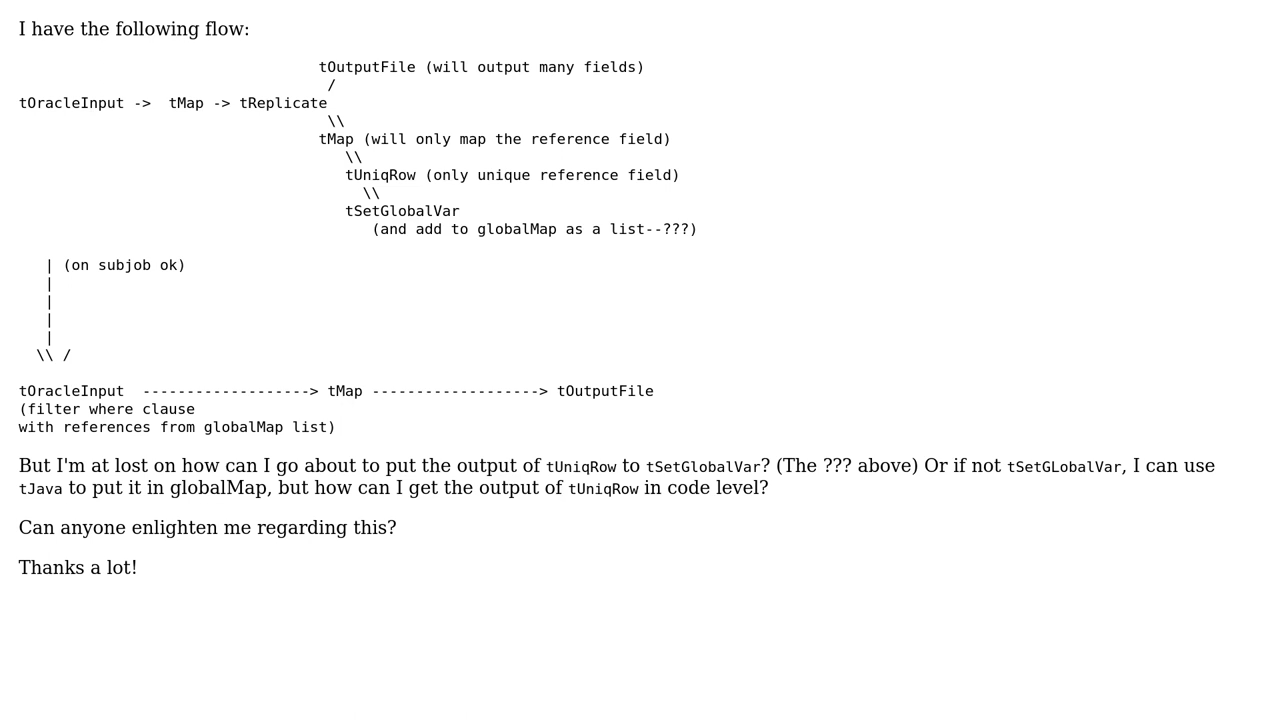 I have the following flow:
                                  tOutputFile (will output many fields)
                                   /
tOracleInput ->  tMap -> tReplicate
                                   \\
                                  tMap (will only map the reference field)
                                     \\
                                     tUniqRow (only unique reference field)
                                       \\
                                     tSetGlobalVar
                                        (and add to globalMap as a list--???)
   | (on subjob ok)
   |
   |
   |
   |
  \\ /
tOracleInput  -------------------> tMap -------------------> tOutputFile
(filter where clause
with references from globalMap list)
But I'm at lost on how can I go about to put the output of tUniqRow to tSetGlobalVar? (The ??? above) Or if not tSetGLobalVar, I can use
tJava to put it in globalMap, but how can I get the output of tUniqRow in code level?
Can anyone enlighten me regarding this?
Thanks a lot!